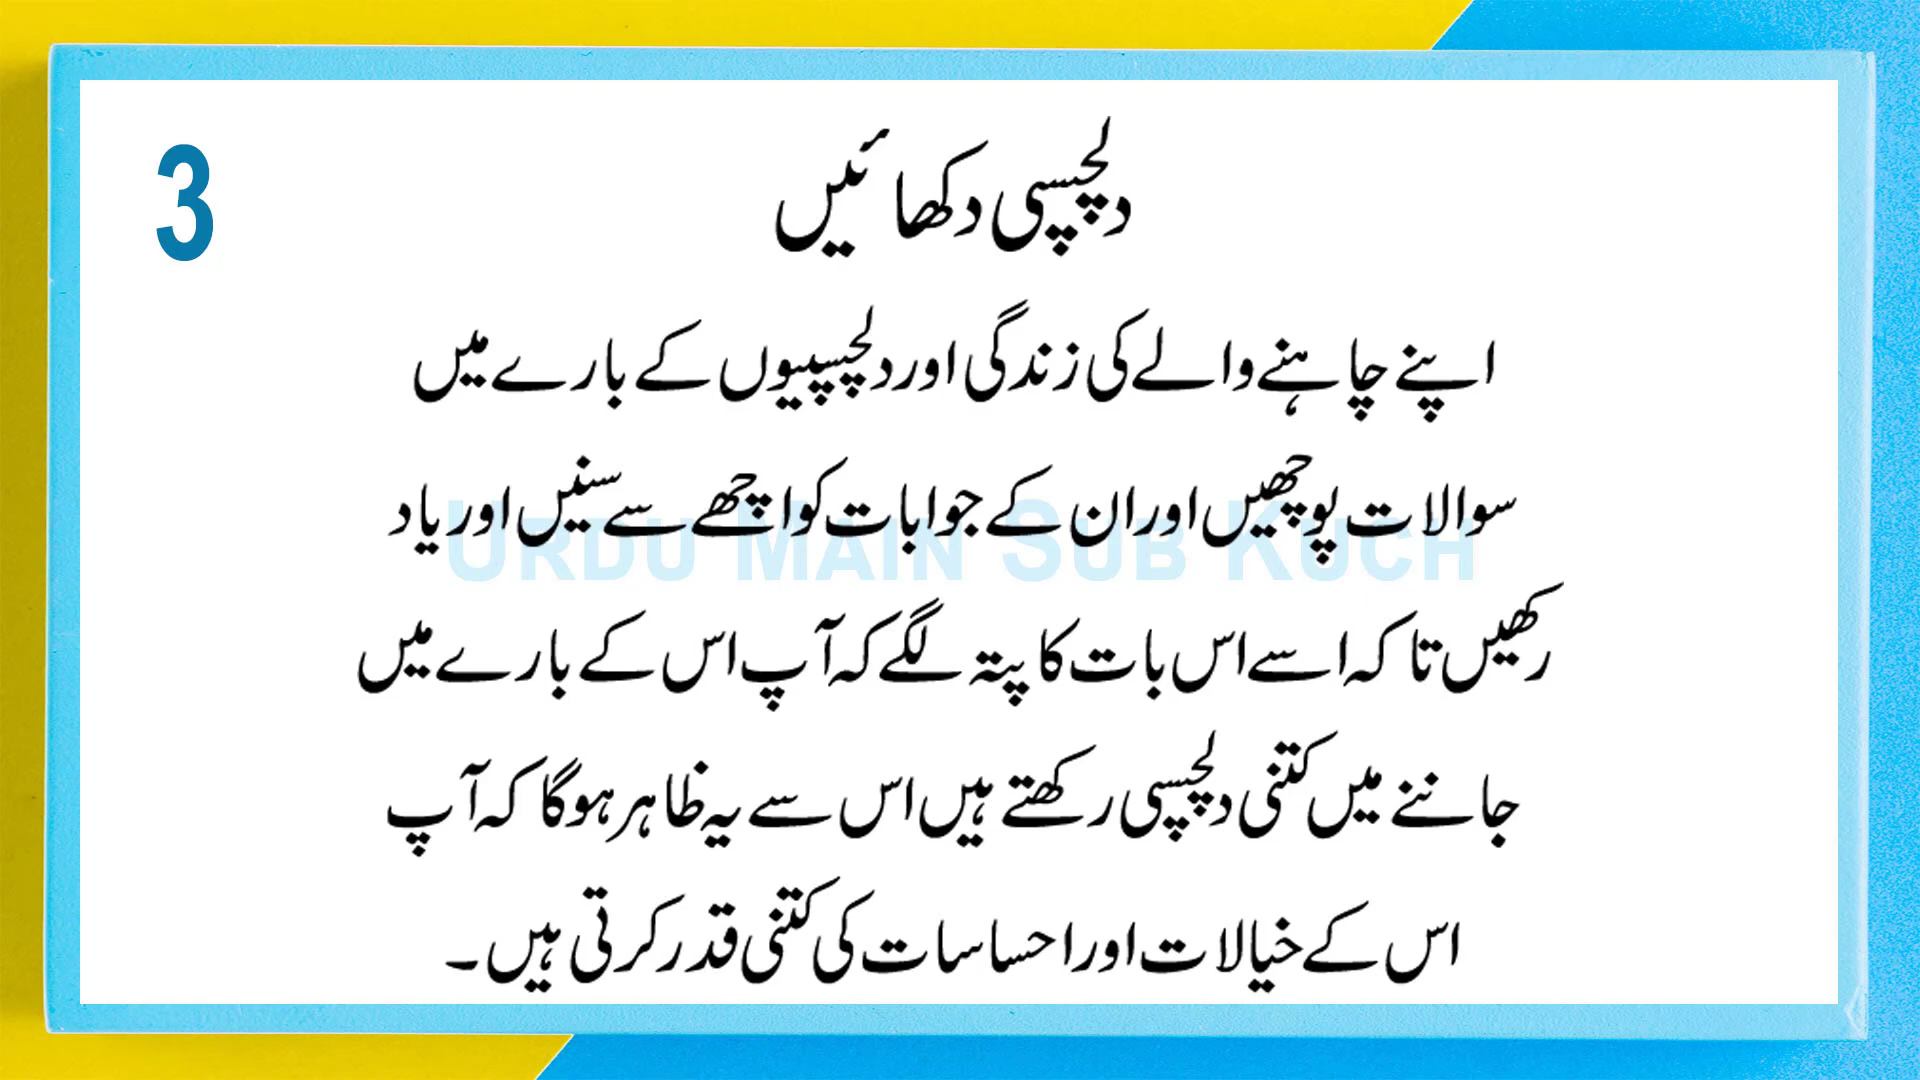 3
دلچسپی دکھائیں
اپنے چاہنے والے کی زندگی اور دلچسپیوں کے بارے میں
سوالات پوچھیں اور ان کے جوابات کو اچھے سے سنیں اور یاد
URDU MAIN SUB KUCH
رکھیں تاکہ اسے اس بات کا پتہ لگے کہ آپ اس کے بارے میں
جاننے میں کتنی دلچسپی رکھتے ہیں اس سے یہ ظاہر ہوگا کہ آپ
اس کے خیالات اور احساسات کی کتنی قدر کرتی ہیں۔